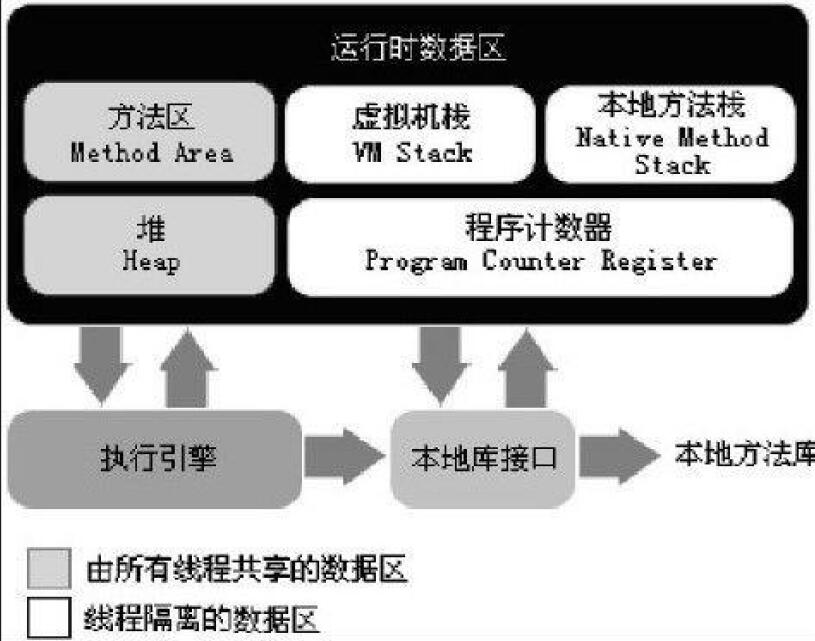 运行时数据区
方法区
Method Area
虚拟机栈
VM Stack
本地方法栈
Native Method
Stack
堆
Heap
程序计数器
Program Counter Register
执行引擎
本地库接口
本地方法库
由所有线程共享的数据区
线程隔离的数据区